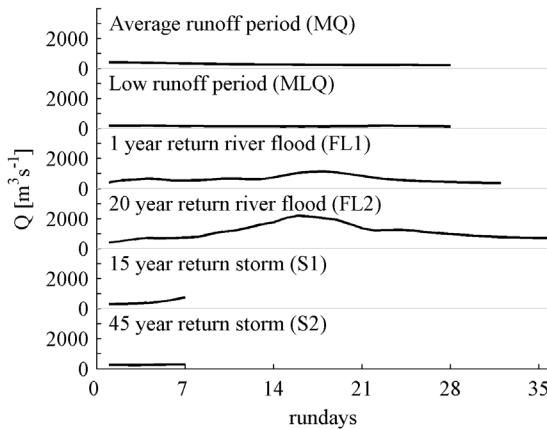 Average runoff period (MQ)
2000
0
Low runoff period (MLQ)
2000
0
1 year return river flood (FL1)
2000
0
20 year return river flood (FL2)
2000
0
15 year return storm (S1)
2000
0
45 year return storm (S2)
2000
0
Q [m³s⁻¹]
0 7 14 21 28 35
rundays